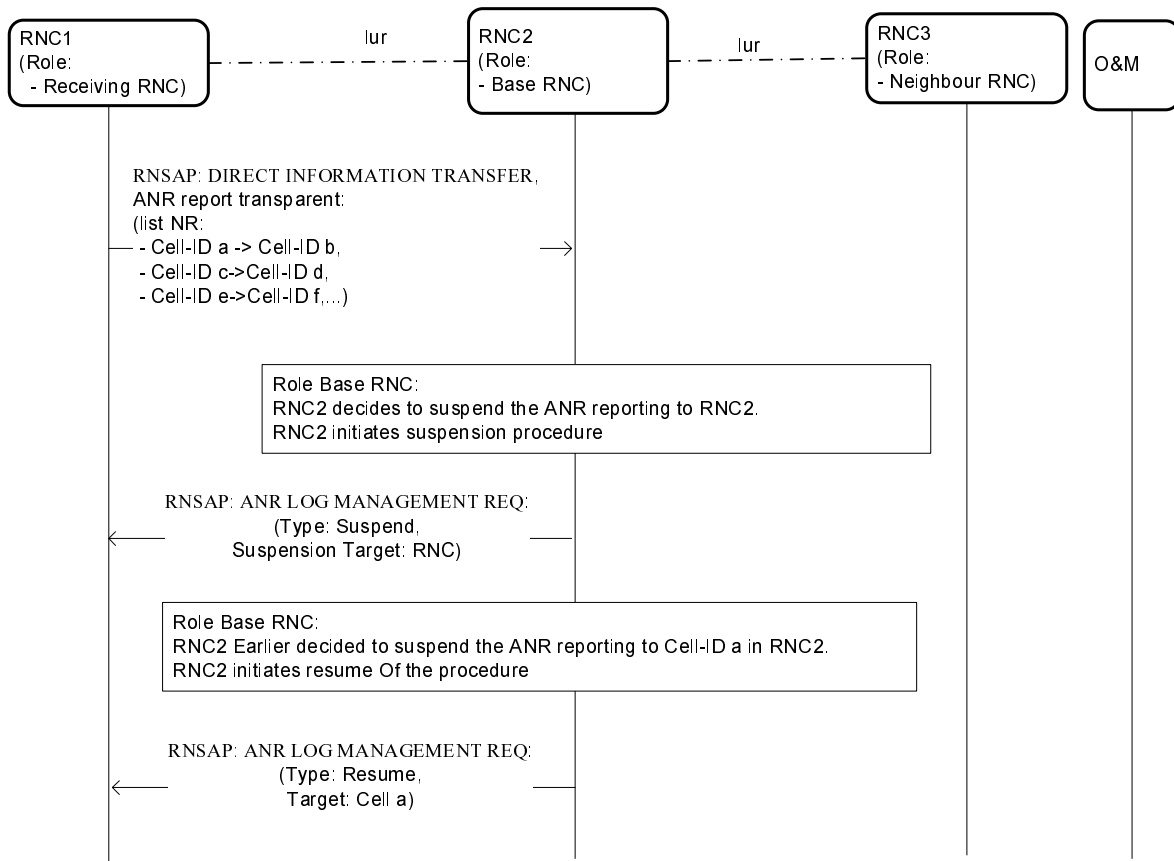 RNC1
(Role:
- Receiving RNC)
Iur
RNC2
(Role:
- Base RNC)
Iur
RNC3
(Role:
- Neighbour RNC)
O&M
RNSAP: DIRECT INFORMATION TRANSFER,
ANR report transparent:
(list NR:
- Cell-ID a -> Cell-ID b,
- Cell-ID c->Cell-ID d,
- Cell-ID e->Cell-ID f,...)
Role Base RNC:
RNC2 decides to suspend the ANR reporting to RNC2.
RNC2 initiates suspension procedure
RNSAP: ANR LOG MANAGEMENT REQ:
(Type: Suspend,
Suspension Target: RNC)
Role Base RNC:
RNC2 Earlier decided to suspend the ANR reporting to Cell-ID a in RNC2.
RNC2 initiates resume Of the procedure
RNSAP: ANR LOG MANAGEMENT REQ:
(Type: Resume,
Target: Cell a)